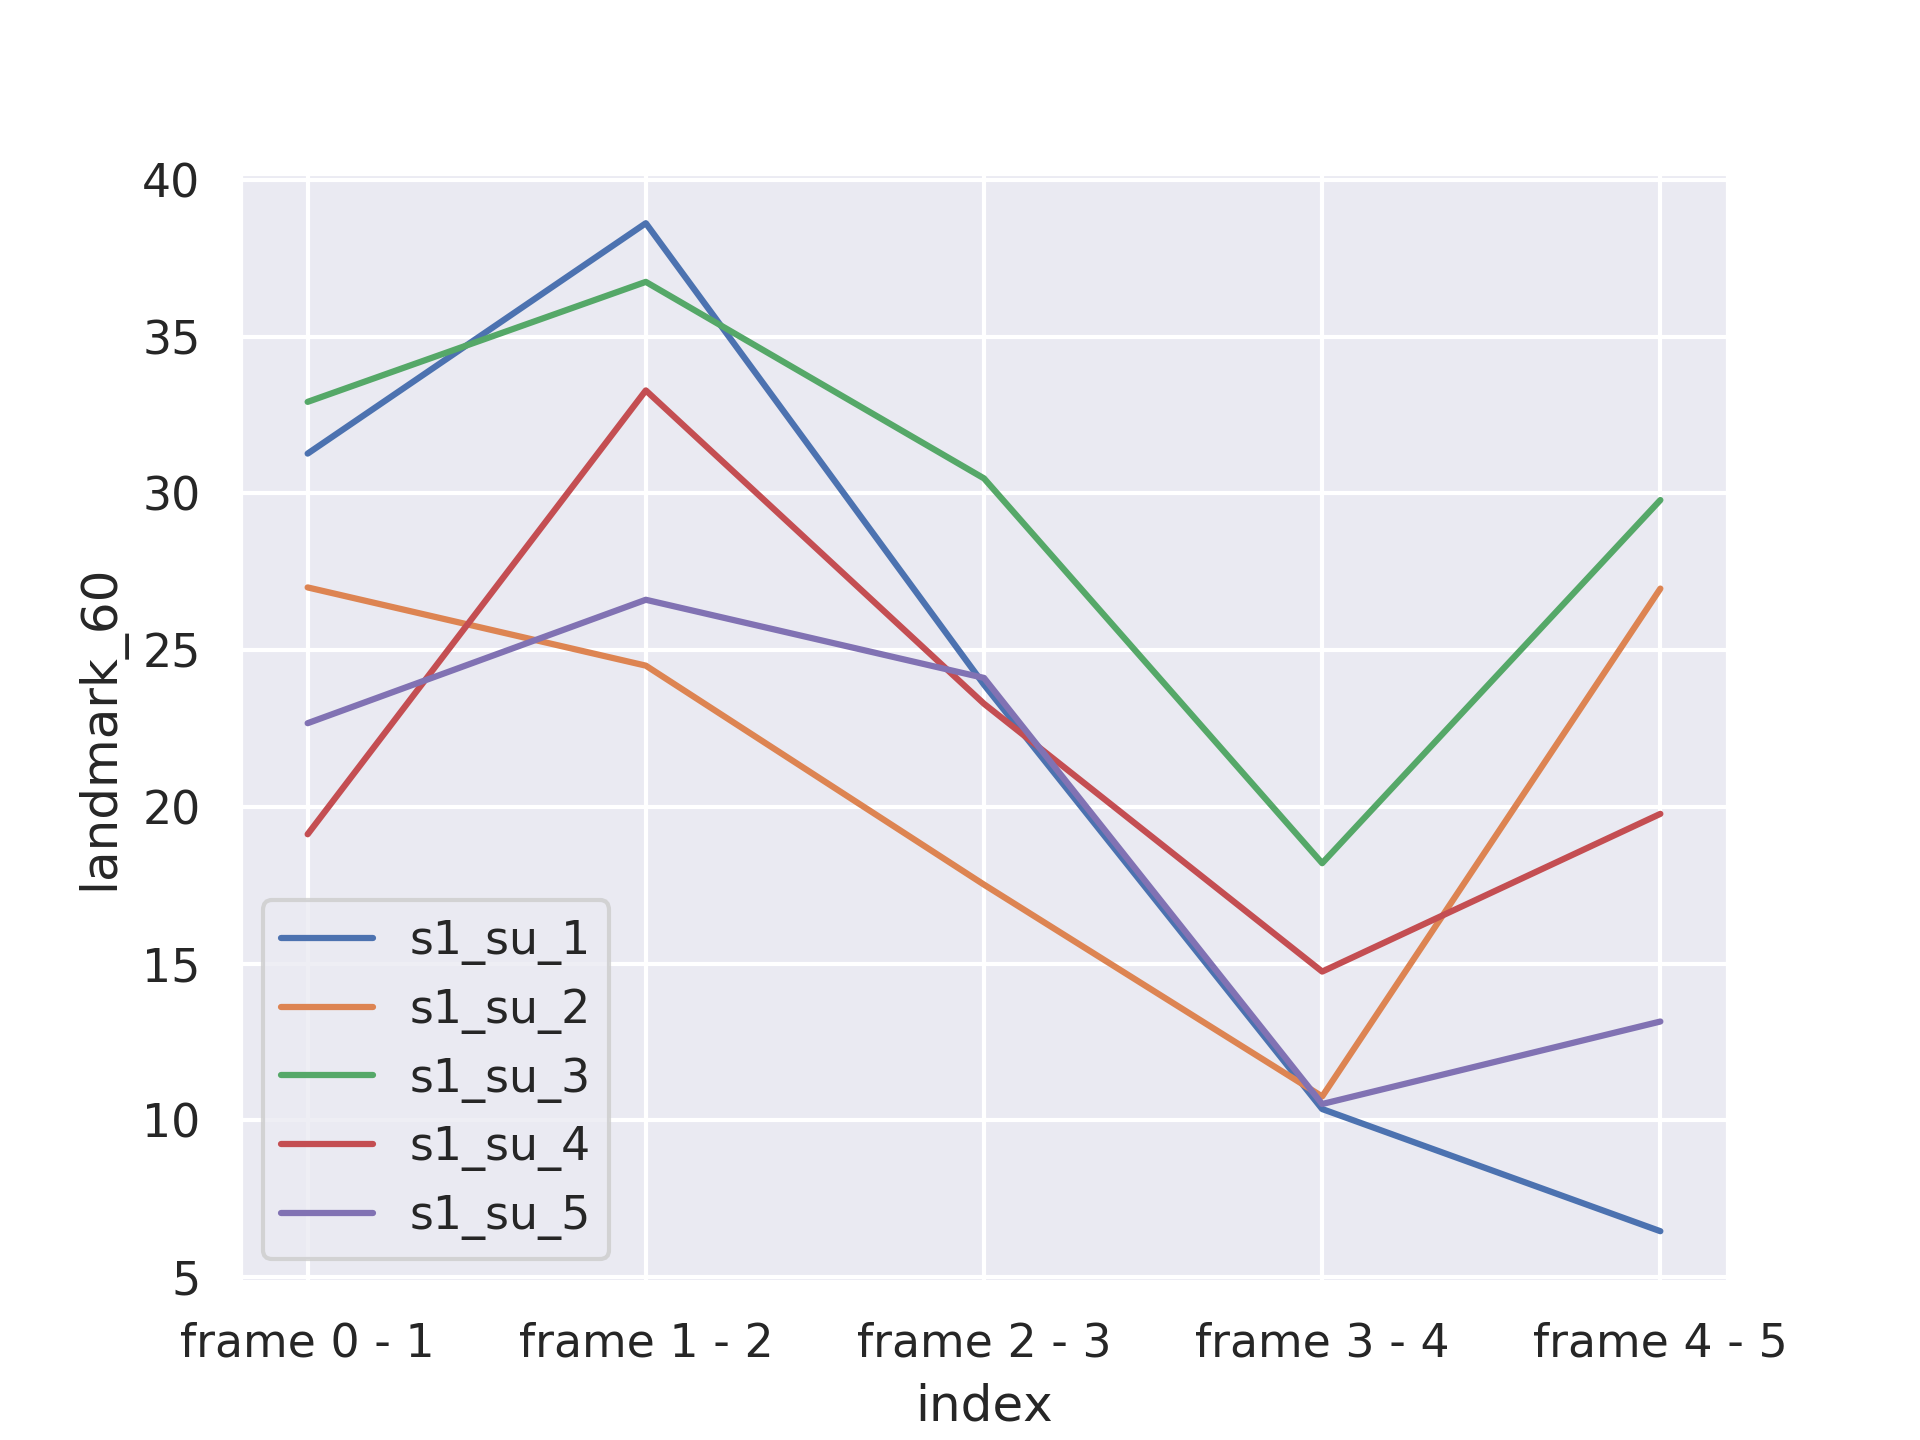 40
35
30
25
20
15
10
5
landmark_60
s1_su_1
s1_su_2
s1_su_3
s1_su_4
s1_su_5
frame 0 - 1 frame 1 - 2 frame 2 - 3 frame 3 - 4 frame 4 - 5
index